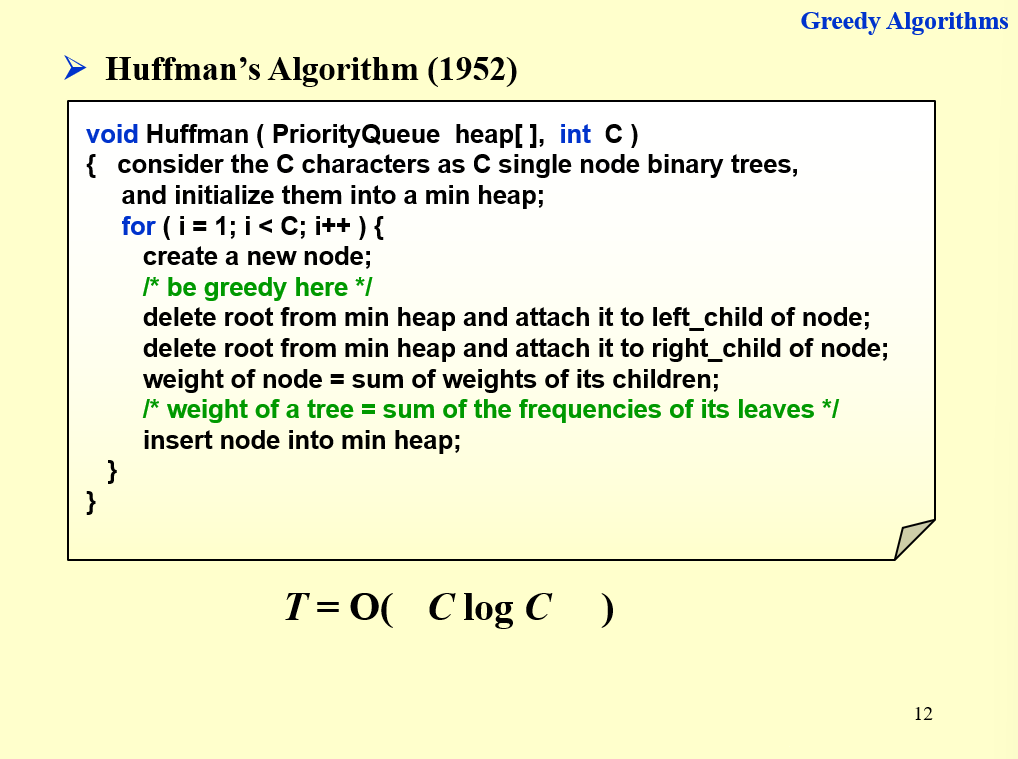 Greedy Algorithms
➢ Huffman’s Algorithm (1952)
void Huffman ( PriorityQueue heap[ ], int C )
{ consider the C characters as C single node binary trees,
and initialize them into a min heap;
for ( i = 1; i < C; i++ ) {
create a new node;
/* be greedy here */
delete root from min heap and attach it to left_child of node;
delete root from min heap and attach it to right_child of node;
weight of node = sum of weights of its children;
/* weight of a tree = sum of the frequencies of its leaves */
insert node into min heap;
}
}
T = O( C log C )
12